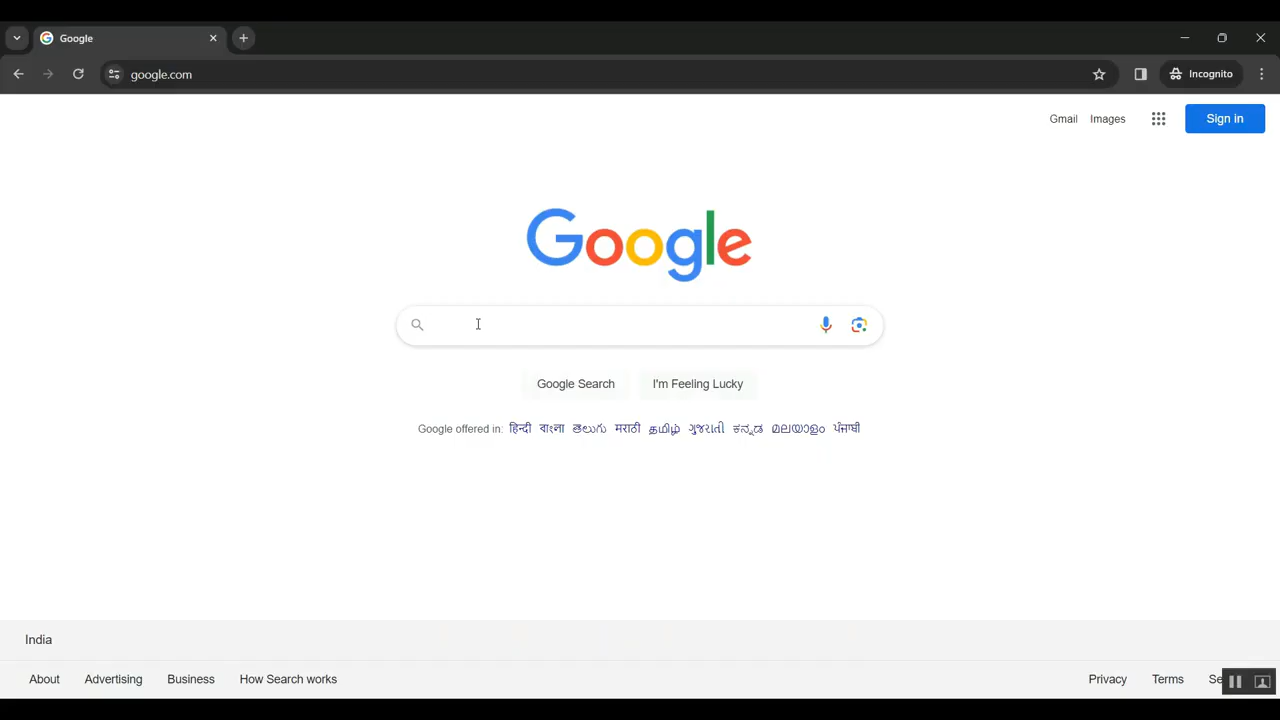 Google
google.com
Incognito
Gmail Images Sign in
Google
Google Search I'm Feeling Lucky
Google offered in: हिन्दी বাংলা తెలుగు मराठी தமிழ் ગુજરાતી ಕನ್ನಡ മലയാളം ਪੰਜਾਬੀ
India
About Advertising Business How Search works Privacy Terms Se